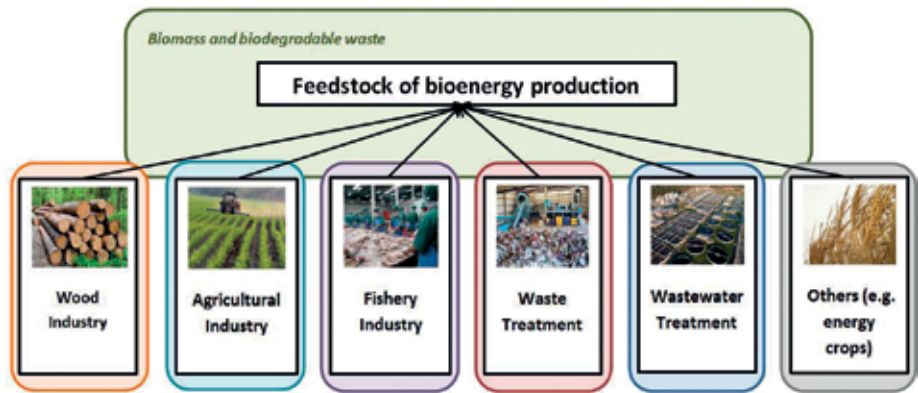 Biomass and biodegradable waste
Feedstock of bioenergy production
Wood
Industry
Agricultural
Industry
Fishery
Industry
Waste
Treatment
Wastewater
Treatment
Others (e.g.
energy
crops)